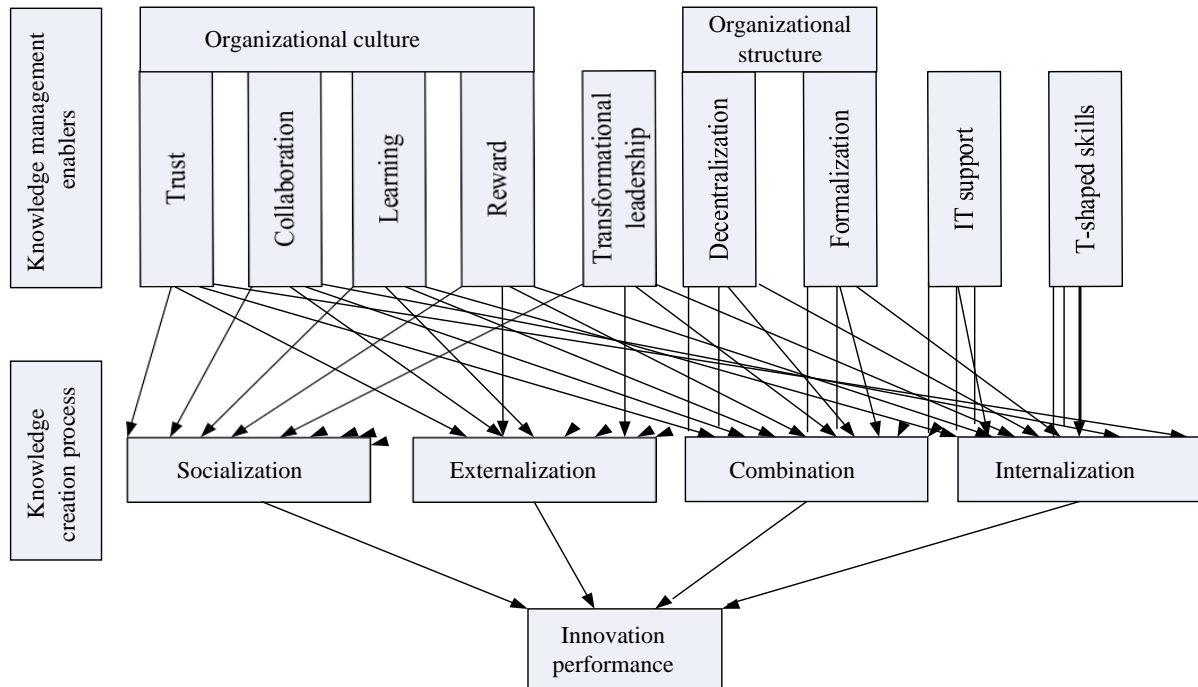 Knowledge management
enablers
Organizational culture
Organizational
structure
Trust
Collaboration
Learning
Reward
Transformational
leadership
Decentralization
Formalization
IT support
T-shaped skills
Knowledge
creation process
Socialization
Externalization
Combination
Internalization
Innovation
performance